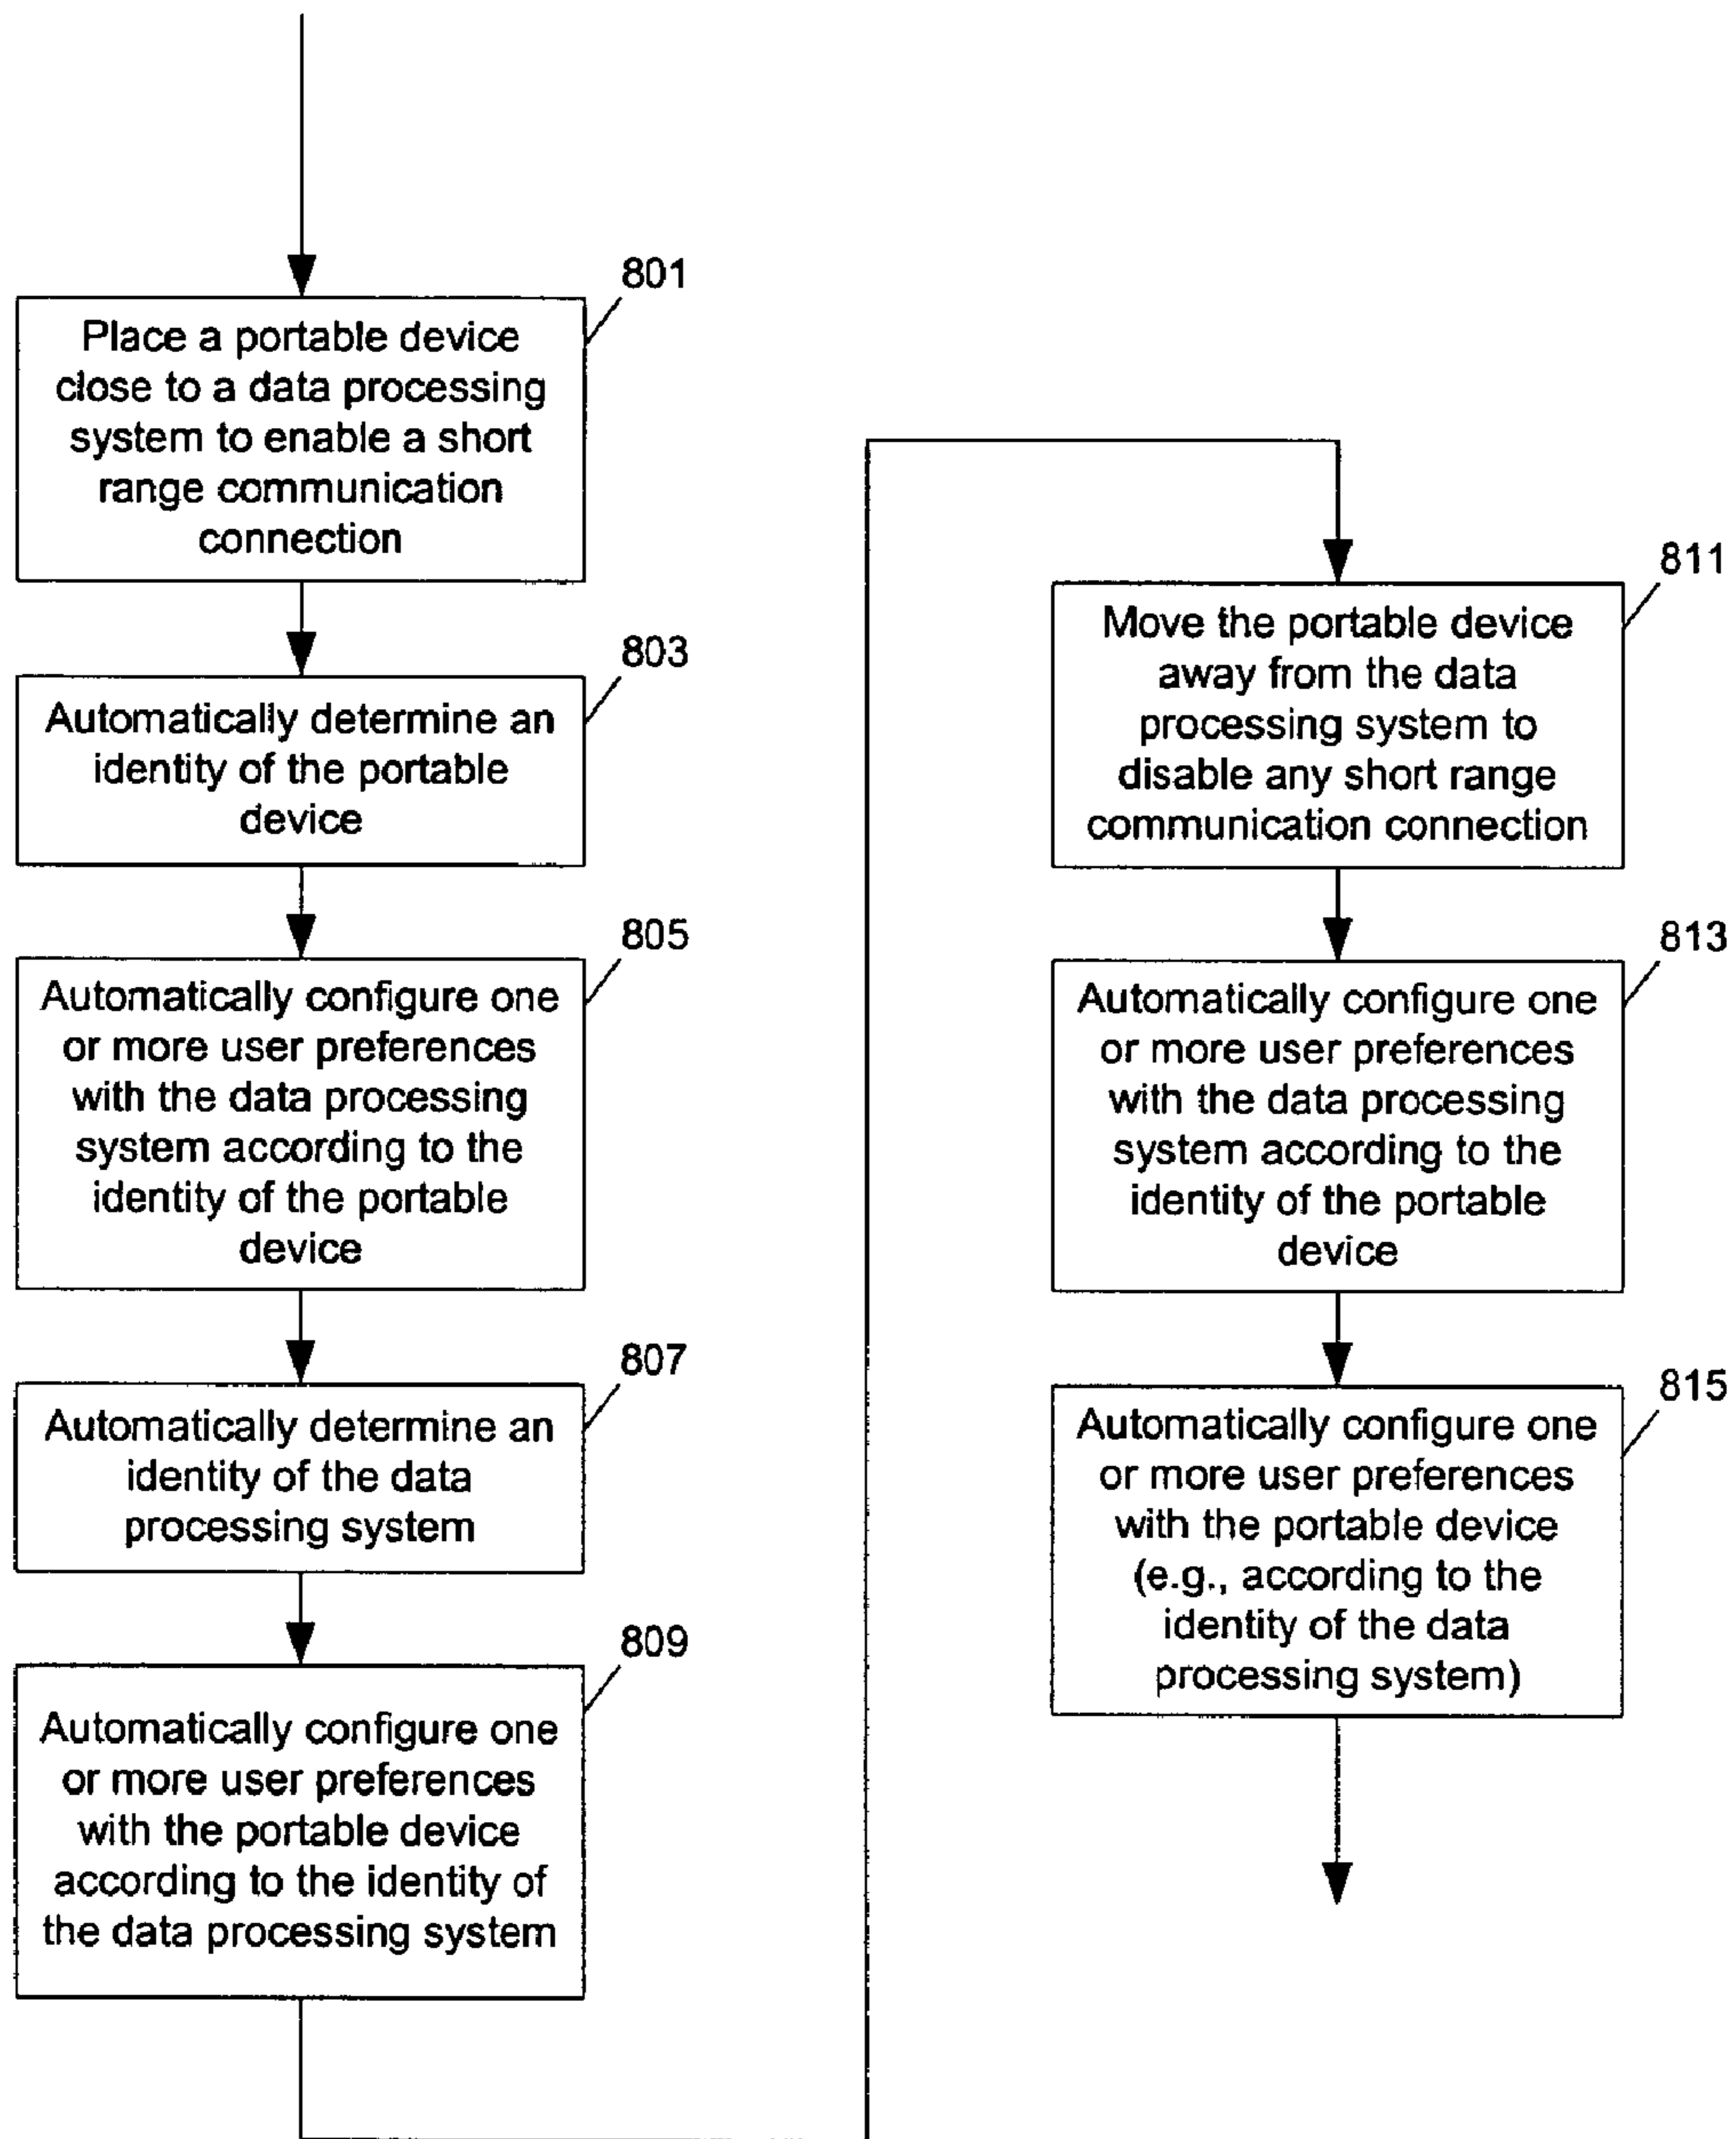 801
Place a portable device
close to a data processing
system to enable a short
range communication
connection
803
Automatically determine an
identity of the portable
device
805
Automatically configure one
or more user preferences
with the data processing
system according to the
identity of the portable
device
807
Automatically determine an
identity of the data
processing system
809
Automatically configure one
or more user preferences
with the portable device
according to the identity of
the data processing system
811
Move the portable device
away from the data
processing system to
disable any short range
communication connection
813
Automatically configure one
or more user preferences
with the data processing
system according to the
identity of the portable
device
815
Automatically configure one
or more user preferences
with the portable device
(e.g., according to the
identity of the data
processing system)